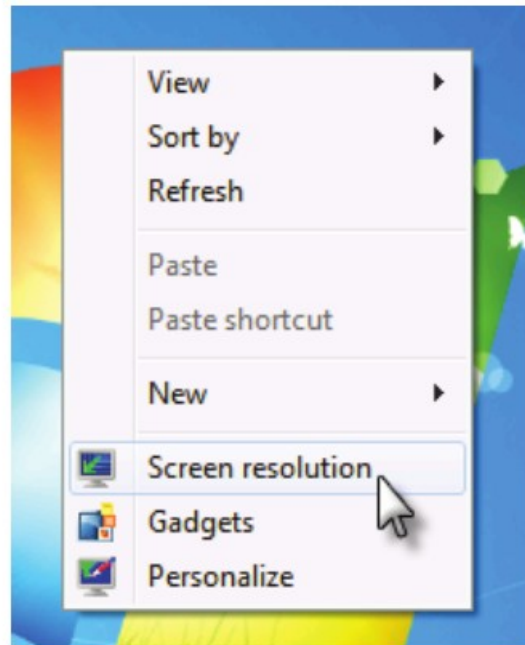 View
Sort by
Refresh
Paste
Paste shortcut
New
Screen resolution
Gadgets
Personalize